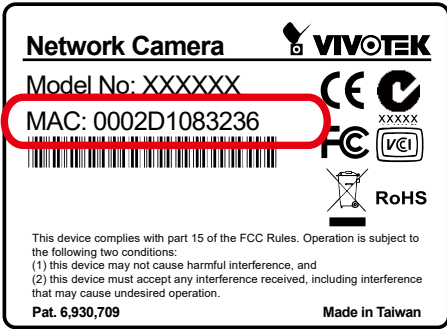 Network Camera
VIVOTEK
Model No: XXXXXX
MAC: 0002D1083236
CE
XXXXX
FC
VCI
RoHS
This device complies with part 15 of the FCC Rules. Operation is subject to
the following two conditions:
(1) this device may not cause harmful interference, and
(2) this device must accept any interference received, including interference
that may cause undesired operation.
Pat. 6,930,709
Made in Taiwan